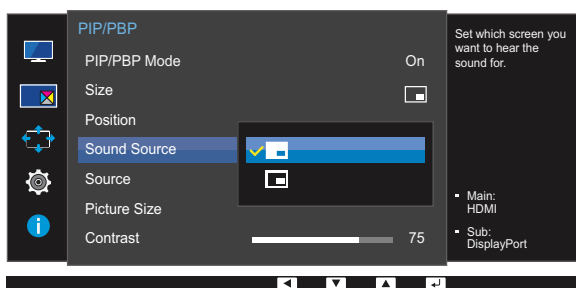 PIP/PBP
PIP/PBP Mode On
Size
Position
Sound Source
Source
Picture Size
Contrast 75
Set which screen you
want to hear the
sound for.
Main:
HDMI
Sub:
DisplayPort